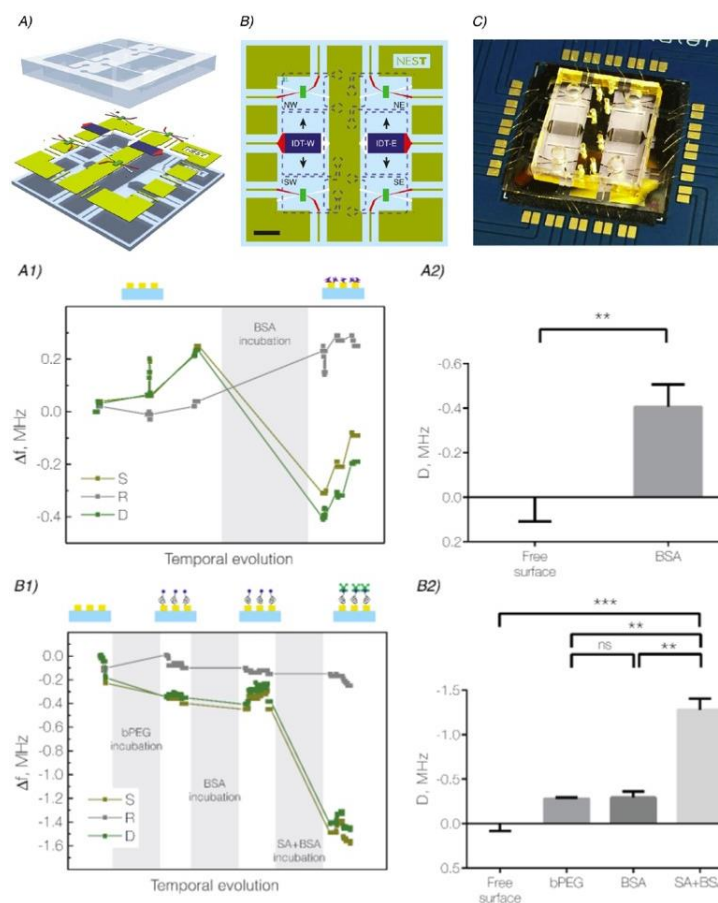 A)
B)
C)
NEST
NEST
NW
NE
IDT-W
IDT-E
SW
SE
A1)
A2)
BSA
incubation
0.2
0.0
-0.2
-0.4
Δf, MHz
S
R
D
Temporal evolution
**
-0.6
-0.4
-0.2
0.0
0.2
D, MHz
Free
surface
BSA
B1)
B2)
0.0
-0.2
-0.4
-0.6
-0.8
-1.0
-1.2
-1.4
-1.6
Δf, MHz
bPEG
incubation
BSA
incubation
SA+BSA
incubation
S
R
D
Temporal evolution
***
**
ns
**
-1.5
-1.0
-0.5
0.0
0.5
D, MHz
Free
surface
bPEG
BSA
SA+BSA